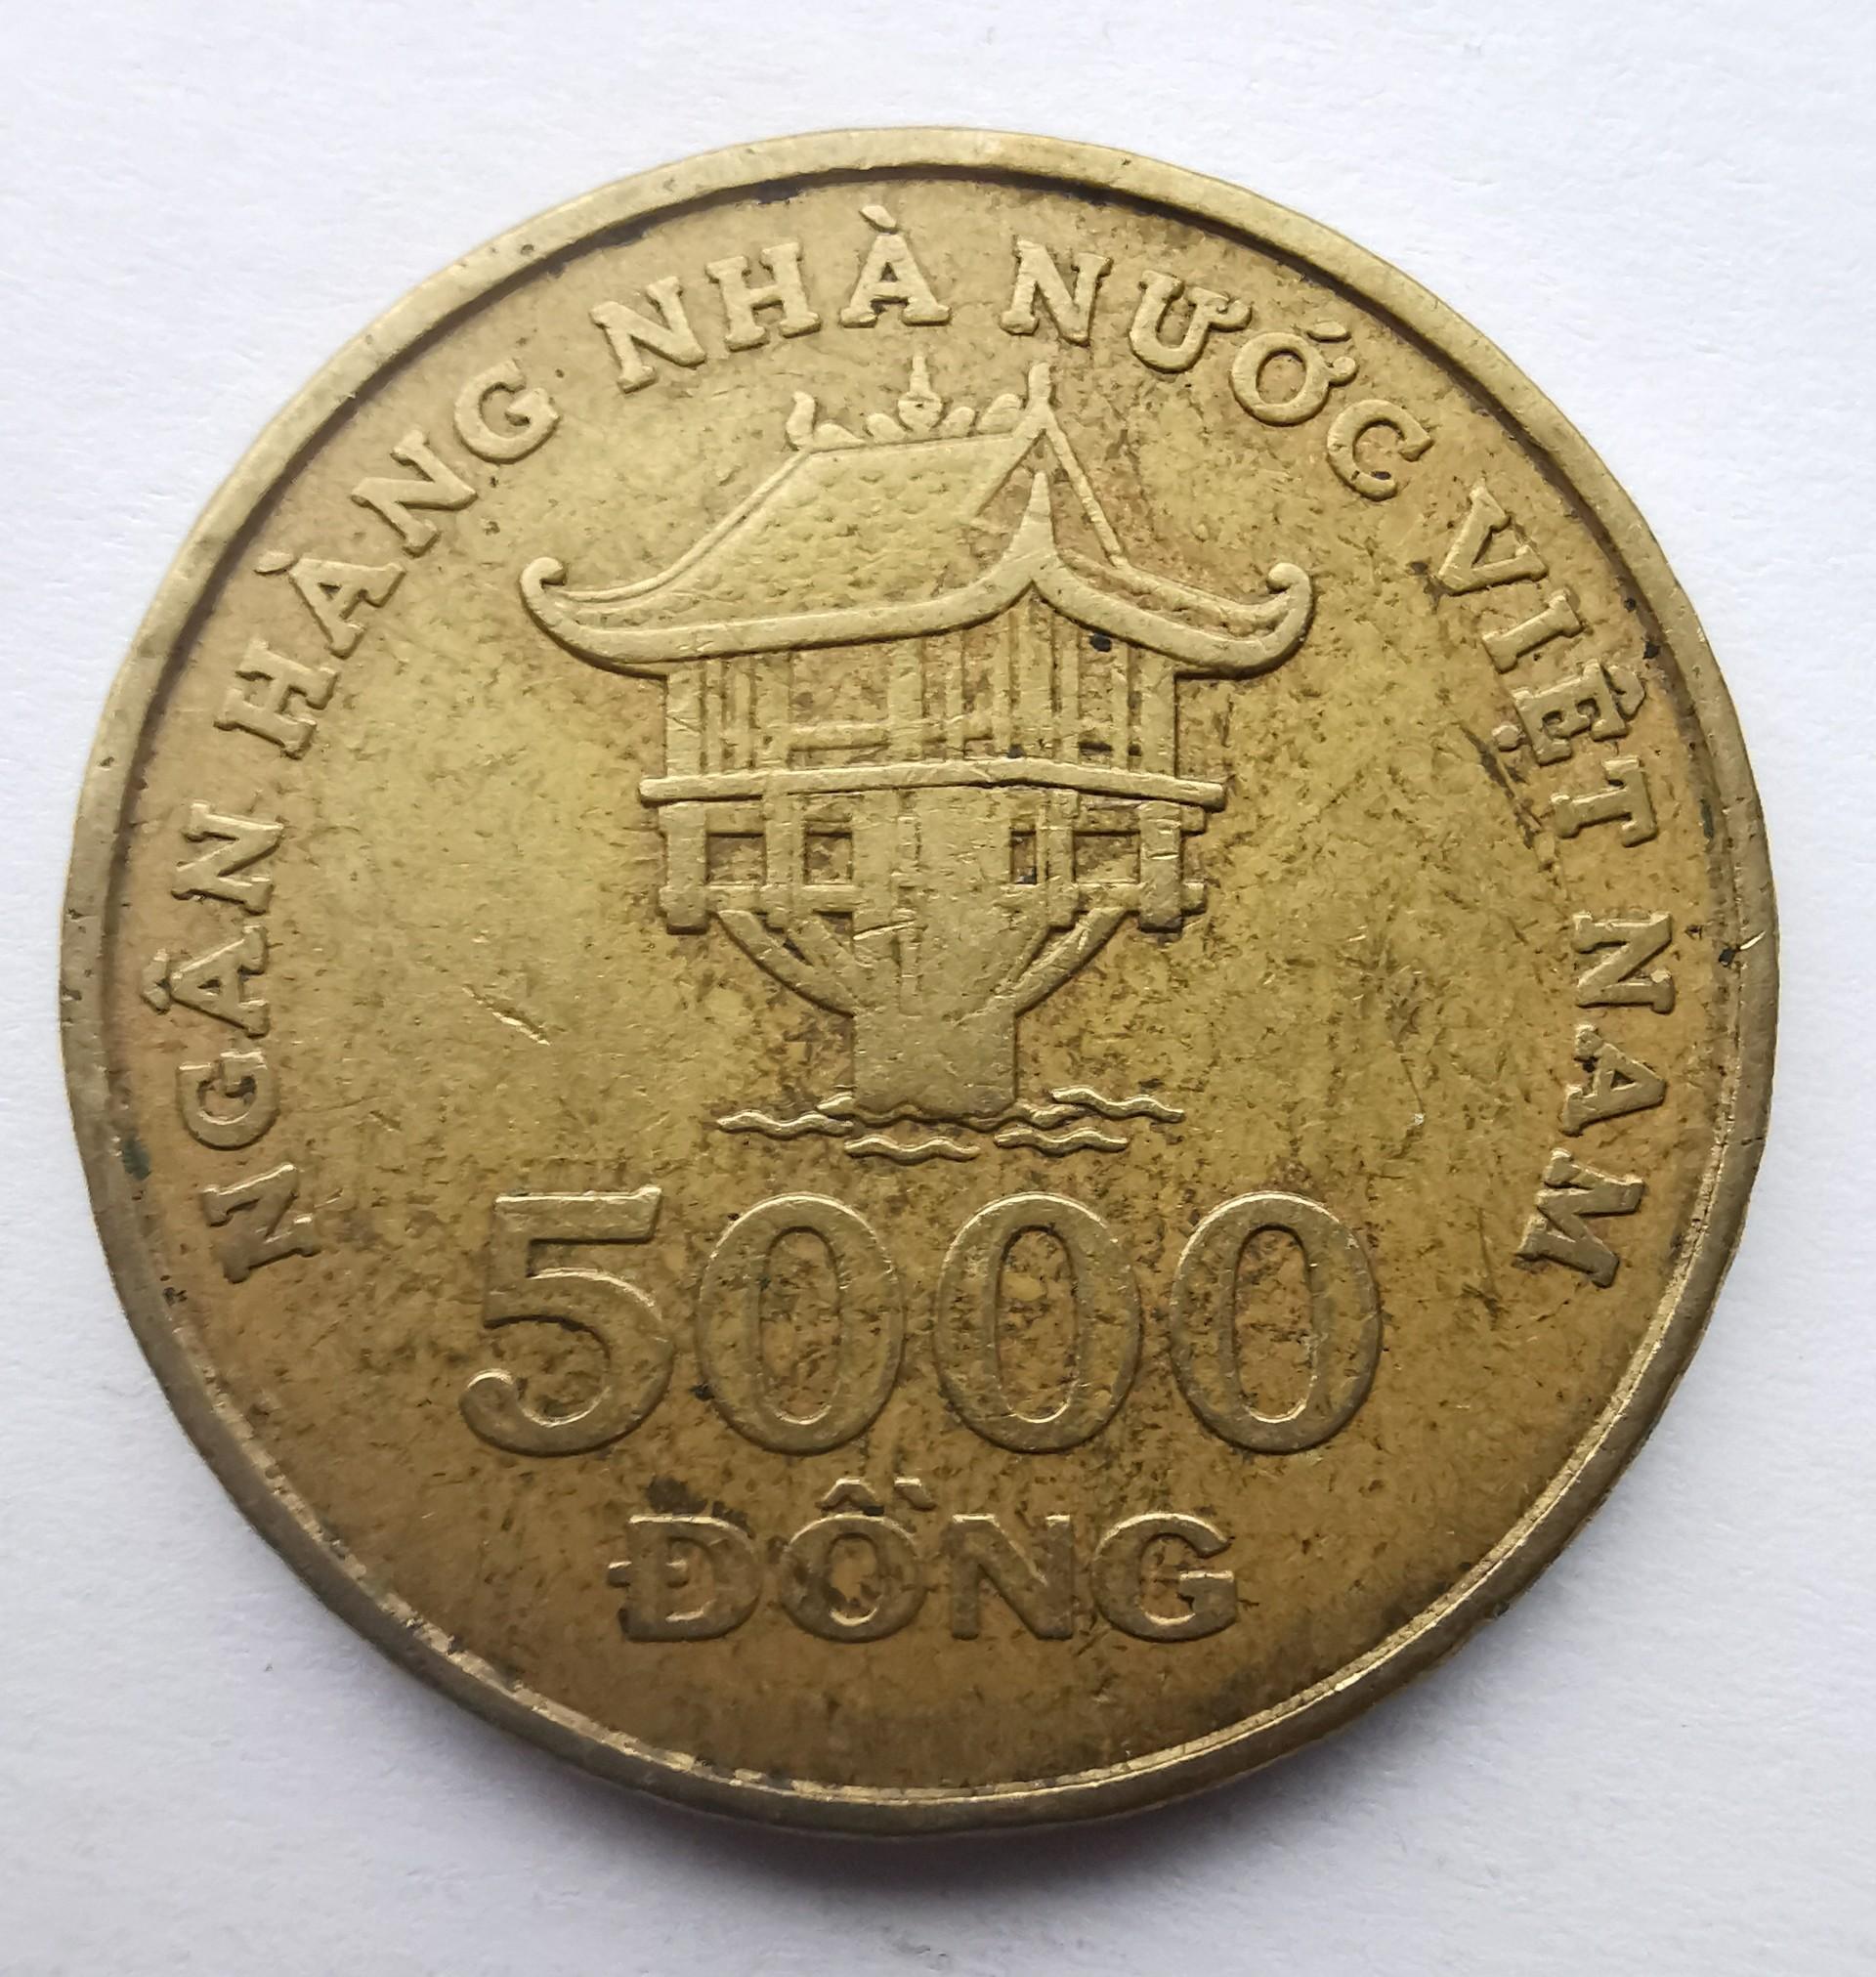 NGÂN HÀNG NHÀ NƯỚC VIỆT NAM
5000
ĐỒNG